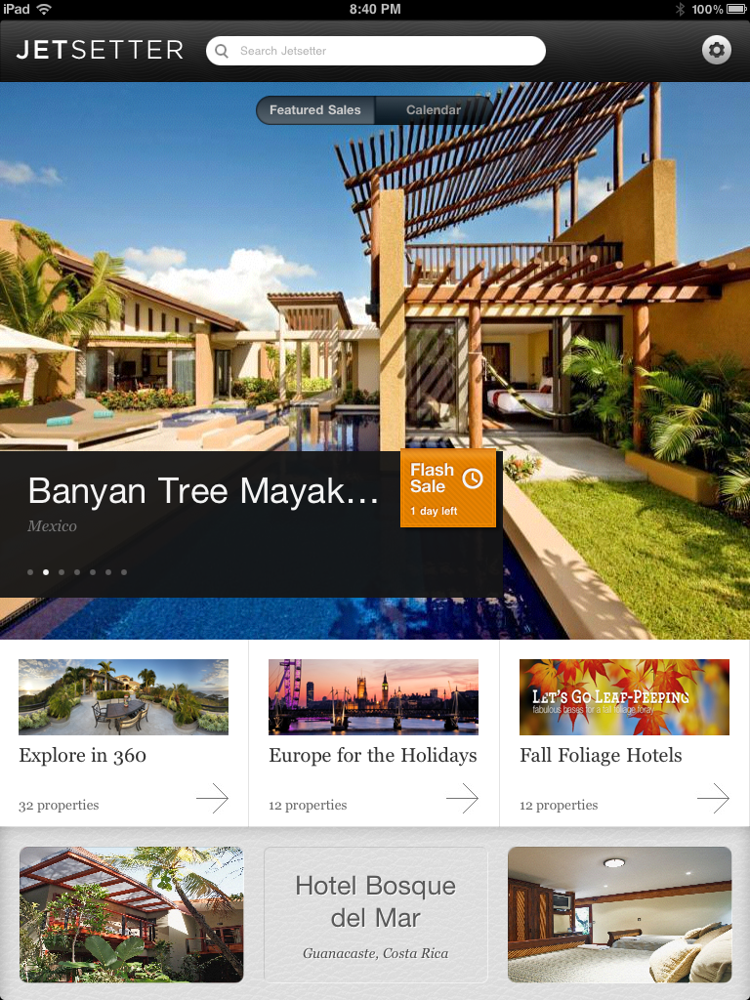 iPad
8:40 PM
100%
JETSETTER
Search Jetsetter
Featured Sales
Calendar
Banyan Tree Mayak...
Mexico
Flash
Sale
1 day left
LET'S GO LEAF-PEEPING
fabulous bases for a fall foliage foray
Explore in 360
Europe for the Holidays
Fall Foliage Hotels
32 properties
12 properties
12 properties
Hotel Bosque
del Mar
Guanacaste, Costa Rica